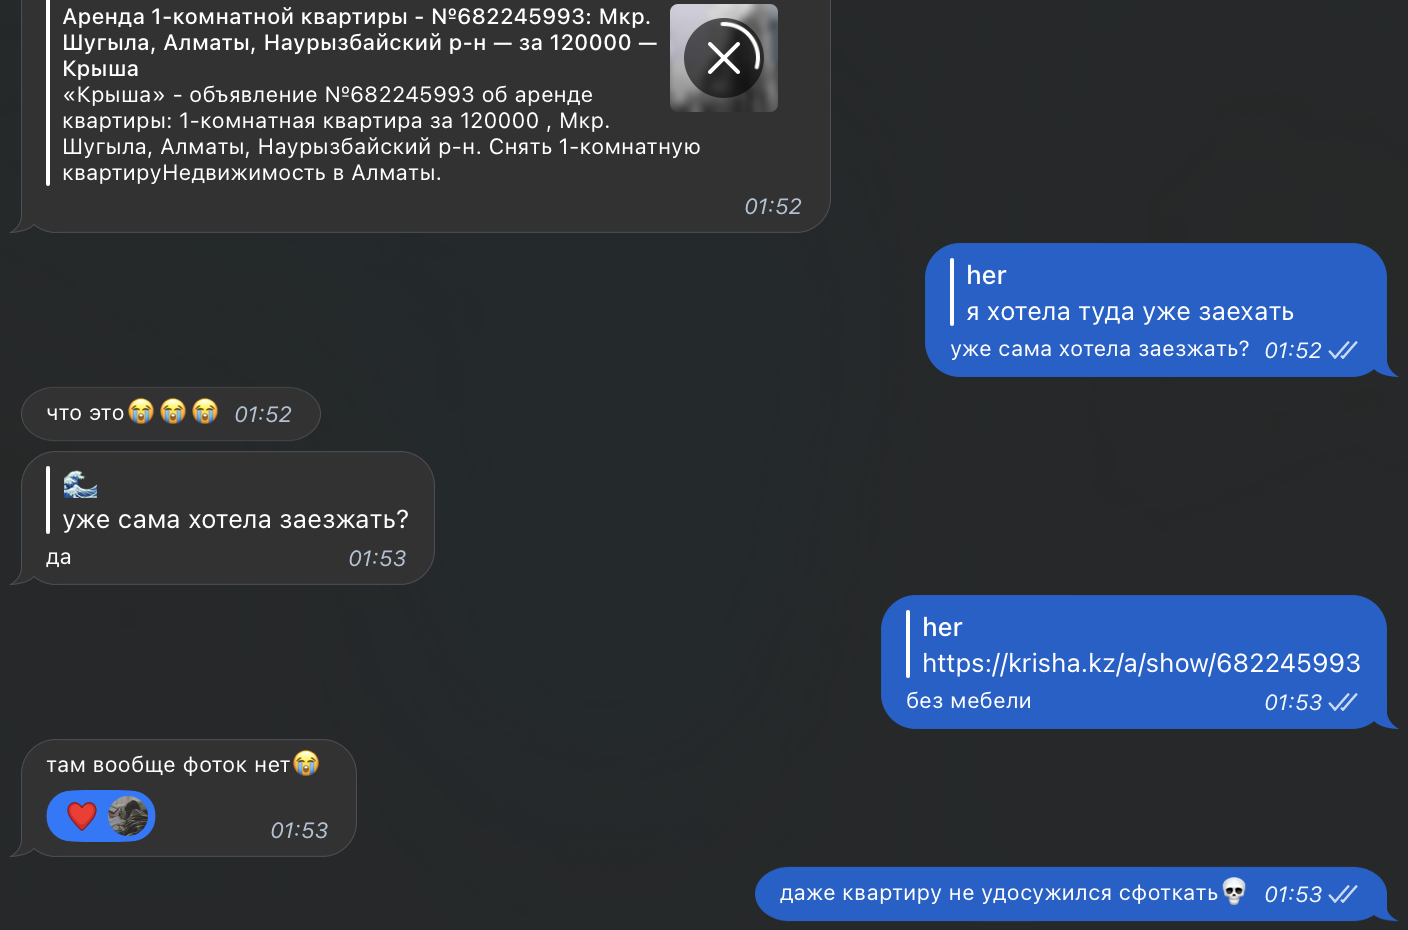 Аренда 1-комнатной квартиры - №682245993: Мкр.
Шугыла, Алматы, Наурызбайский р-н — за 120000 —
Крыша
«Крыша» - объявление №682245993 об аренде
квартиры: 1-комнатная квартира за 120000 , Мкр.
Шугыла, Алматы, Наурызбайский р-н. Снять 1-комнатную
квартируНедвижимость в Алматы.
01:52
her
я хотела туда уже заехать
уже сама хотела заезжать? 01:52
что это😭😭😭 01:52
🌊
уже сама хотела заезжать?
да 01:53
her
https://krisha.kz/a/show/682245993
без мебели 01:53
там вообще фоток нет😭
❤️ 01:53
даже квартиру не удосужился сфоткать💀 01:53